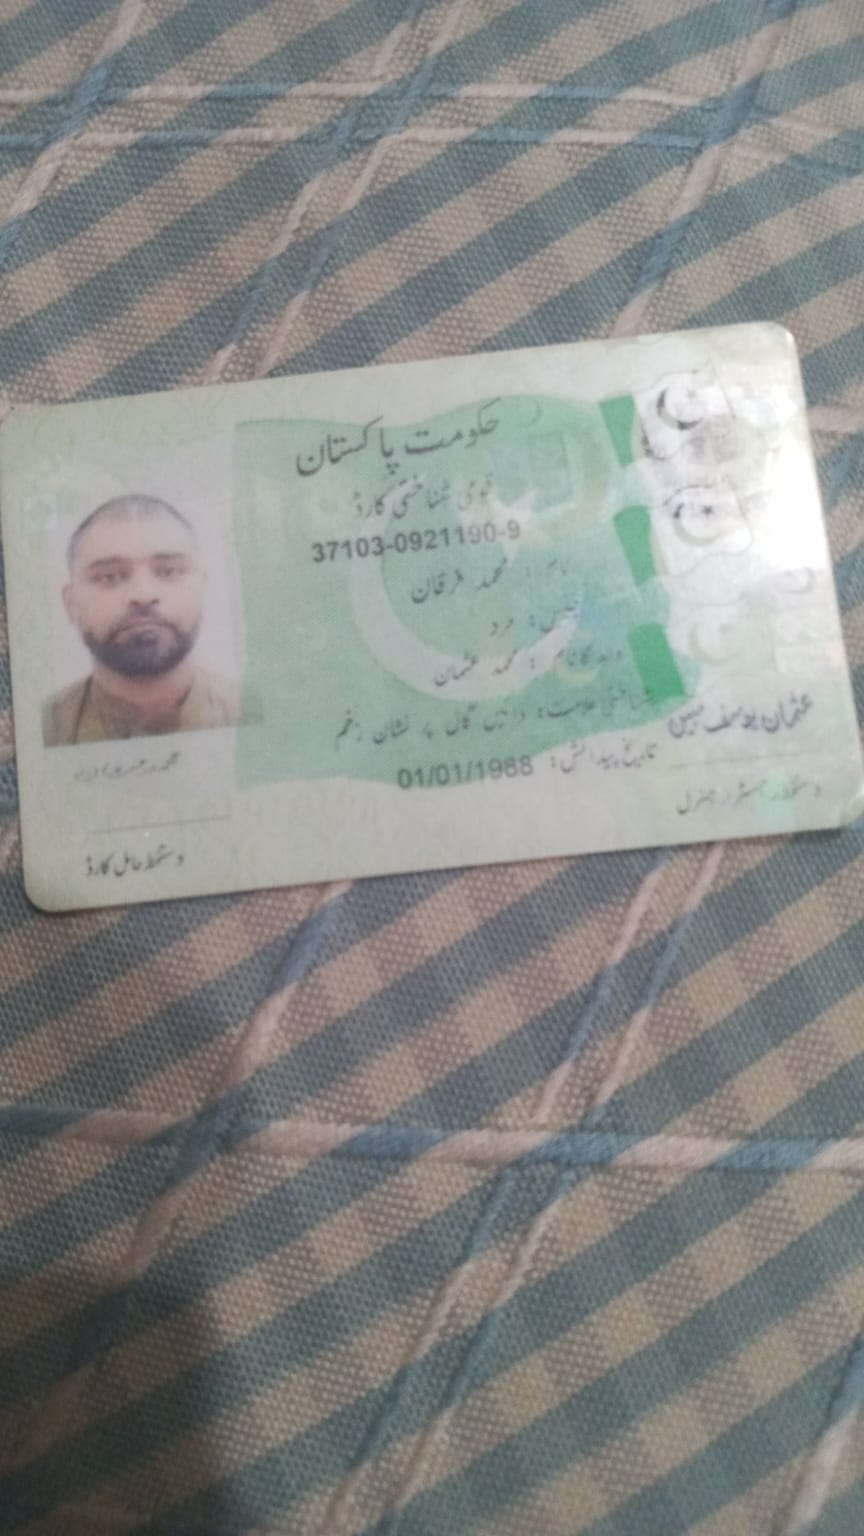 حکومت پاکستان
قومی شناختی کارڈ
37103-0921190-9
نام : محمد فرقان
جنس: مرد
والد کا نام : محمد عثمان
شناختی علامت: دائیں گال پر نشان زخم
تاریخ پیدائش: 01/01/1988
دستخط حامل کارڈ
عثمان یوسف مبین
دستخط رجسٹرار جنرل